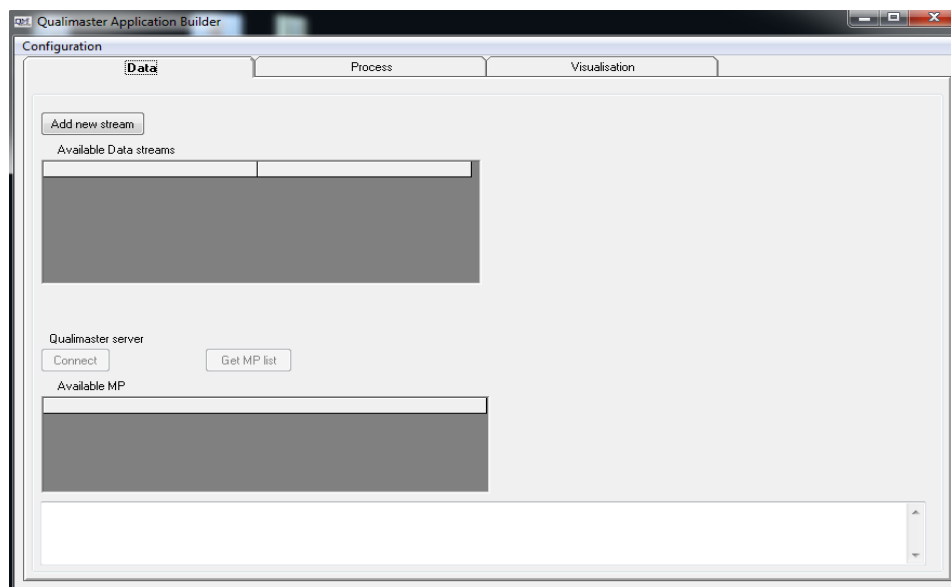 QM Qualimaster Application Builder
Configuration
Data Process Visualisation
Add new stream
Available Data streams
Qualimaster server
Connect Get MP list
Available MP